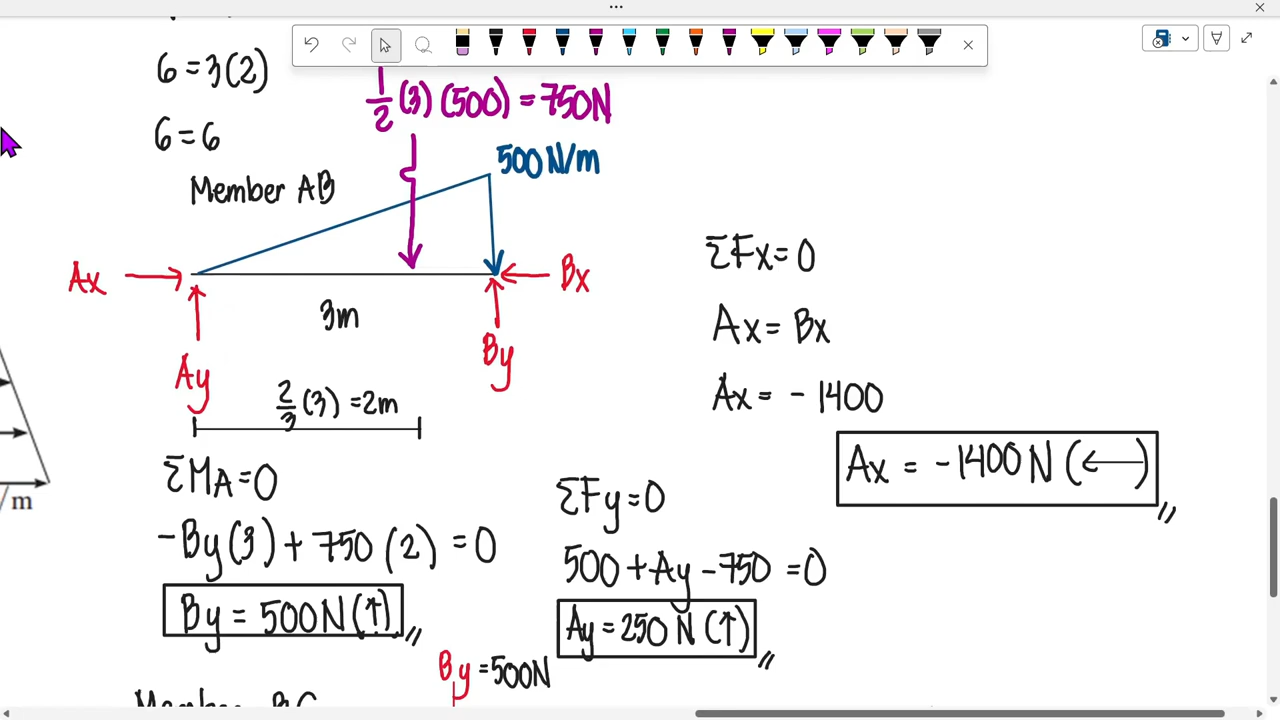 6 = 3(2)
6 = 6
1/2 (3) (500) = 750N
500 N/m
Member AB
Ax
Bx
3m
Ay
By
2/3 (3) = 2m
ΣMA = 0
-By(3) + 750(2) = 0
By = 500N(↑)
ΣFy = 0
500 + Ay - 750 = 0
Ay = 250 N (↑)
ΣFx = 0
Ax = Bx
Ax = - 1400
Ax = -1400 N (←)
m
By = 500N